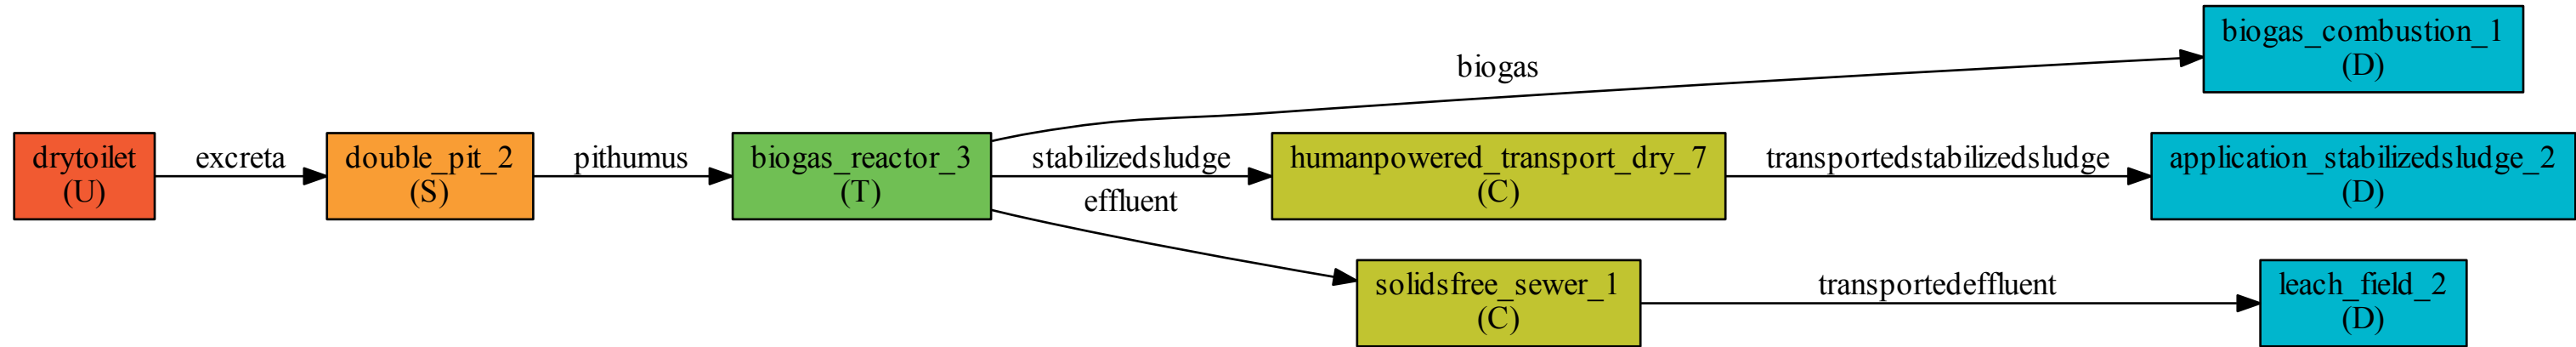 drytoilet
(U)
excreta
double_pit_2
(S)
pithumus
biogas_reactor_3
(T)
biogas
stabilizedsludge
effluent
biogas_combustion_1
(D)
humanpowered_transport_dry_7
(C)
transportedstabilizedsludge
application_stabilizedsludge_2
(D)
solidsfree_sewer_1
(C)
transportedeffluent
leach_field_2
(D)